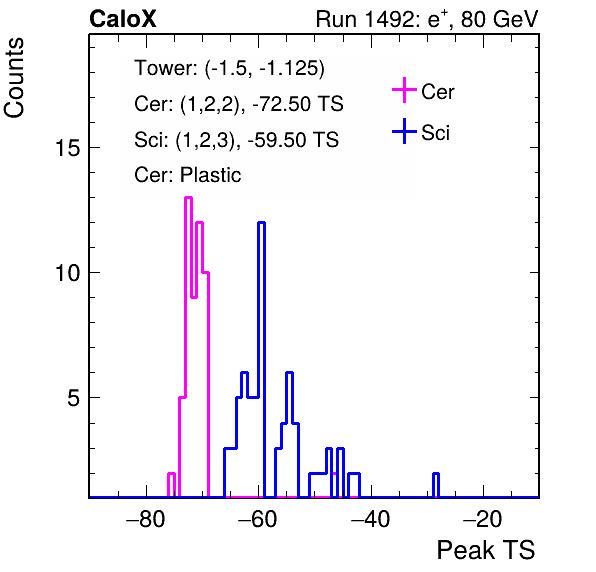 CaloX Run 1492: e⁺, 80 GeV
Counts
Tower: (-1.5, -1.125)
Cer: (1,2,2), -72.50 TS
Sci: (1,2,3), -59.50 TS
Cer: Plastic
Cer
Sci
15
10
5
−80 −60 −40 −20
Peak TS